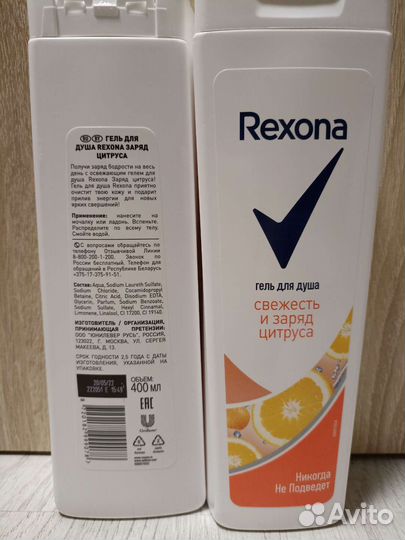 ГЕЛЬ ДЛЯ
ДУША REXONA ЗАРЯД
ЦИТРУСА
Получи заряд бодрости на весь
день с освежающим гелем для
душа Rexona Заряд цитруса!
Гель для душа Rexona приятно
очистит твою кожу и подарит
прилив энергии для новых
ярких свершений!
Применение: нанесите на
мочалку или ладонь. Вспеньте.
Распределите по всему телу.
Смойте водой.
С вопросами обращайтесь по
телефону Отзывчивой Линии
8-800-200-1-200. Звонок по
России бесплатный. Телефон для
обращений в Республике Беларусь
+375-17-375-91-51.
Состав: Aqua, Sodium Laureth Sulfate,
Sodium Chloride, Cocamidopropyl
Betaine, Citric Acid, Disodium EDTA,
Glycerin, Parfum, Sodium Benzoate,
Sodium Sulfate, Hexyl Cinnamal,
Limonene, Linalool, CI 17200, CI 19140.
ИЗГОТОВИТЕЛЬ / ОРГАНИЗАЦИЯ,
ПРИНИМАЮЩАЯ ПРЕТЕНЗИИ:
ООО "ЮНИЛЕВЕР РУСЬ", РОССИЯ,
123022, Г. МОСКВА, УЛ. СЕРГЕЯ
МАКЕЕВА, Д. 13.
СРОК ГОДНОСТИ 2,5 ГОДА С ДАТЫ
ИЗГОТОВЛЕНИЯ, УКАЗАННОЙ НА
УПАКОВКЕ.
ОБЪЕМ:
400 МЛ
EAC
Unilever
Rexona
гель для душа
свежесть
и заряд
цитруса
Никогда
Не Подведет
Avito